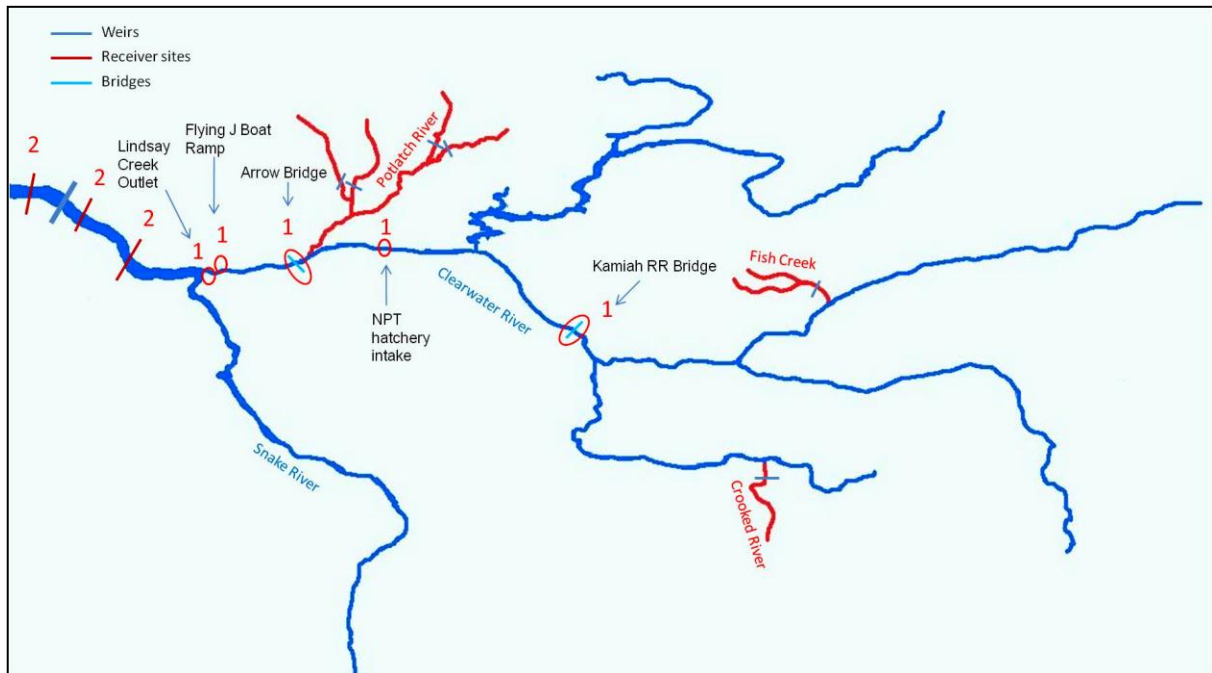 Weirs
Receiver sites
Bridges
2
2
2
Lindsay
Creek
Outlet
1
Flying J Boat
Ramp
1
Arrow Bridge
1
Potlatch River
1
NPT
hatchery
intake
Clearwater River
Kamiah RR Bridge
1
Fish Creek
Snake River
Crooked River